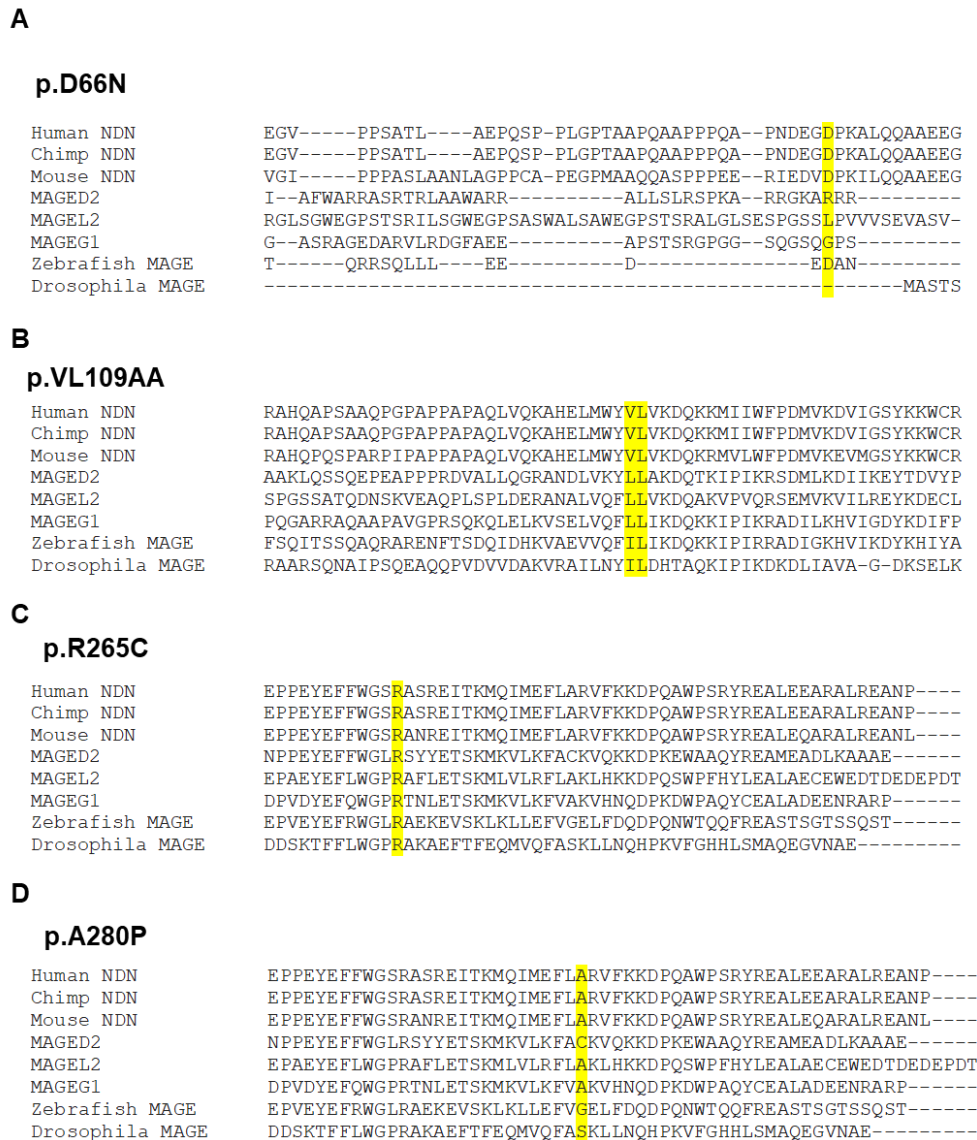 A
p.D66N
Human NDN EGV-----PPSATL----AEPQSP-PLGPTAAPQAAPPPQA--PNDEGDPKALQQAAEEG
Chimp NDN EGV-----PPSATL----AEPQSP-PLGPTAAPQAAPPPQA--PNDEGDPKALQQAAEEG
Mouse NDN VGI----PPPASLAANLAGPPCA-PEGPMAAQQASPPPEE--RIEDVDPKILQQAAEEG
MAGED2 I--AFWARRASRTRLAAWARR----------ALLSLRSPKA--RRGKARRR---------
MAGEL2 RGLSGWEGPSTSRILSGWEGPSASWALSAWEGPSTSRALGLSESPGSSLPVVVSEVASV-
MAGEG1 G--ASRAGEDARVLRDGFAEE----------APSTSRGPGG--SQGSQGPS---------
Zebrafish MAGE T------QRRSQLLL---EE----------D---------------EDAN---------
Drosophila MAGE -------------------------------------------------------MASTS
B
p.VL109AA
Human NDN RAHQAPSAAQPGPAPPAPAQLVQKAHELMWYVLVKDQKKMIIWFPDMVKDVIGSYKKWCR
Chimp NDN RAHQAPSAAQPGPAPPAPAQLVQKAHELMWYVLVKDQKKMIIWFPDMVKDVIGSYKKWCR
Mouse NDN RAHQPQSPARPIPAPPAPAQLVQKAHELMWYVLVKDQKRMVLWFPDMVKEVMGSYKKWCR
MAGED2 AAKLQSSQEPEAPPPRDVALLQGRANDLVKYLLAKDQTKIPIKRSDMLKDIIKEYTDVYP
MAGEL2 SPGSSATQDNSKVEAQPLSPLDERANALVQFLLVKDQAKVPVQRSEMVKVILREYKDECL
MAGEG1 PQGARRAQAAPAVGPRSQKQLELKVSELVQFLLIKDQKKIPIKRADILKHVIGDYKDIFP
Zebrafish MAGE FSQITSSQAQRARENFTSDQIDHKVAEVVQFILIKDQKKIPIRRADIGKHVIKDYKHIYA
Drosophila MAGE RAARSQNAIPSQEAQQPVDVVDAKVRAILNYILDHTAQKIPIKDKDLIAVA-G-DKSELK
C
p.R265C
Human NDN EPPEYEFFWGSRASREITKMQIMEFLARVFKKDPQAWPSRYREALEEARALREANP----
Chimp NDN EPPEYEFFWGSRASREITKMQIMEFLARVFKKDPQAWPSRYREALEEARALREANP----
Mouse NDN EPPEYEFFWGSRANREITKMQIMEFLARVFKKDPQAWPSRYREALEQARALREANL----
MAGED2 NPPEYEFFWGLRSYYETSKMKVLKFACKVQKKDPKEWAAQYREAMEADLKAAAE------
MAGEL2 EPAEYEFLWGPRAFLETSKMLVLRFLAKLHKKDPQSWPFHYLEALAECEWEDTDEDEPDT
MAGEG1 DPVDYEFQWGPRTNLETSKMKVLKFVAKVHNQDPKDWPAQYCEALADEENRARP------
Zebrafish MAGE EPVEYEFRWGLRAEKEVSKLKLLEFVGELFDQDPQNWTQQFREASTSGTSSQST------
Drosophila MAGE DDSKTFFLWGPRAKAEFTFEQMVQFASKLLNQHPKVFGHHLSMAQEGVNAE---------
D
p.A280P
Human NDN EPPEYEFFWGSRASREITKMQIMEFLARVFKKDPQAWPSRYREALEEARALREANP----
Chimp NDN EPPEYEFFWGSRASREITKMQIMEFLARVFKKDPQAWPSRYREALEEARALREANP----
Mouse NDN EPPEYEFFWGSRANREITKMQIMEFLARVFKKDPQAWPSRYREALEQARALREANL----
MAGED2 NPPEYEFFWGLRSYYETSKMKVLKFACKVQKKDPKEWAAQYREAMEADLKAAAE------
MAGEL2 EPAEYEFLWGPRAFLETSKMLVLRFLAKLHKKDPQSWPFHYLEALAECEWEDTDEDEPDT
MAGEG1 DPVDYEFQWGPRTNLETSKMKVLKFVAKVHNQDPKDWPAQYCEALADEENRARP------
Zebrafish MAGE EPVEYEFRWGLRAEKEVSKLKLLEFVGELFDQDPQNWTQQFREASTSGTSSQST------
Drosophila MAGE DDSKTFFLWGPRAKAEFTFEQMVQFASKLLNQHPKVFGHHLSMAQEGVNAE---------